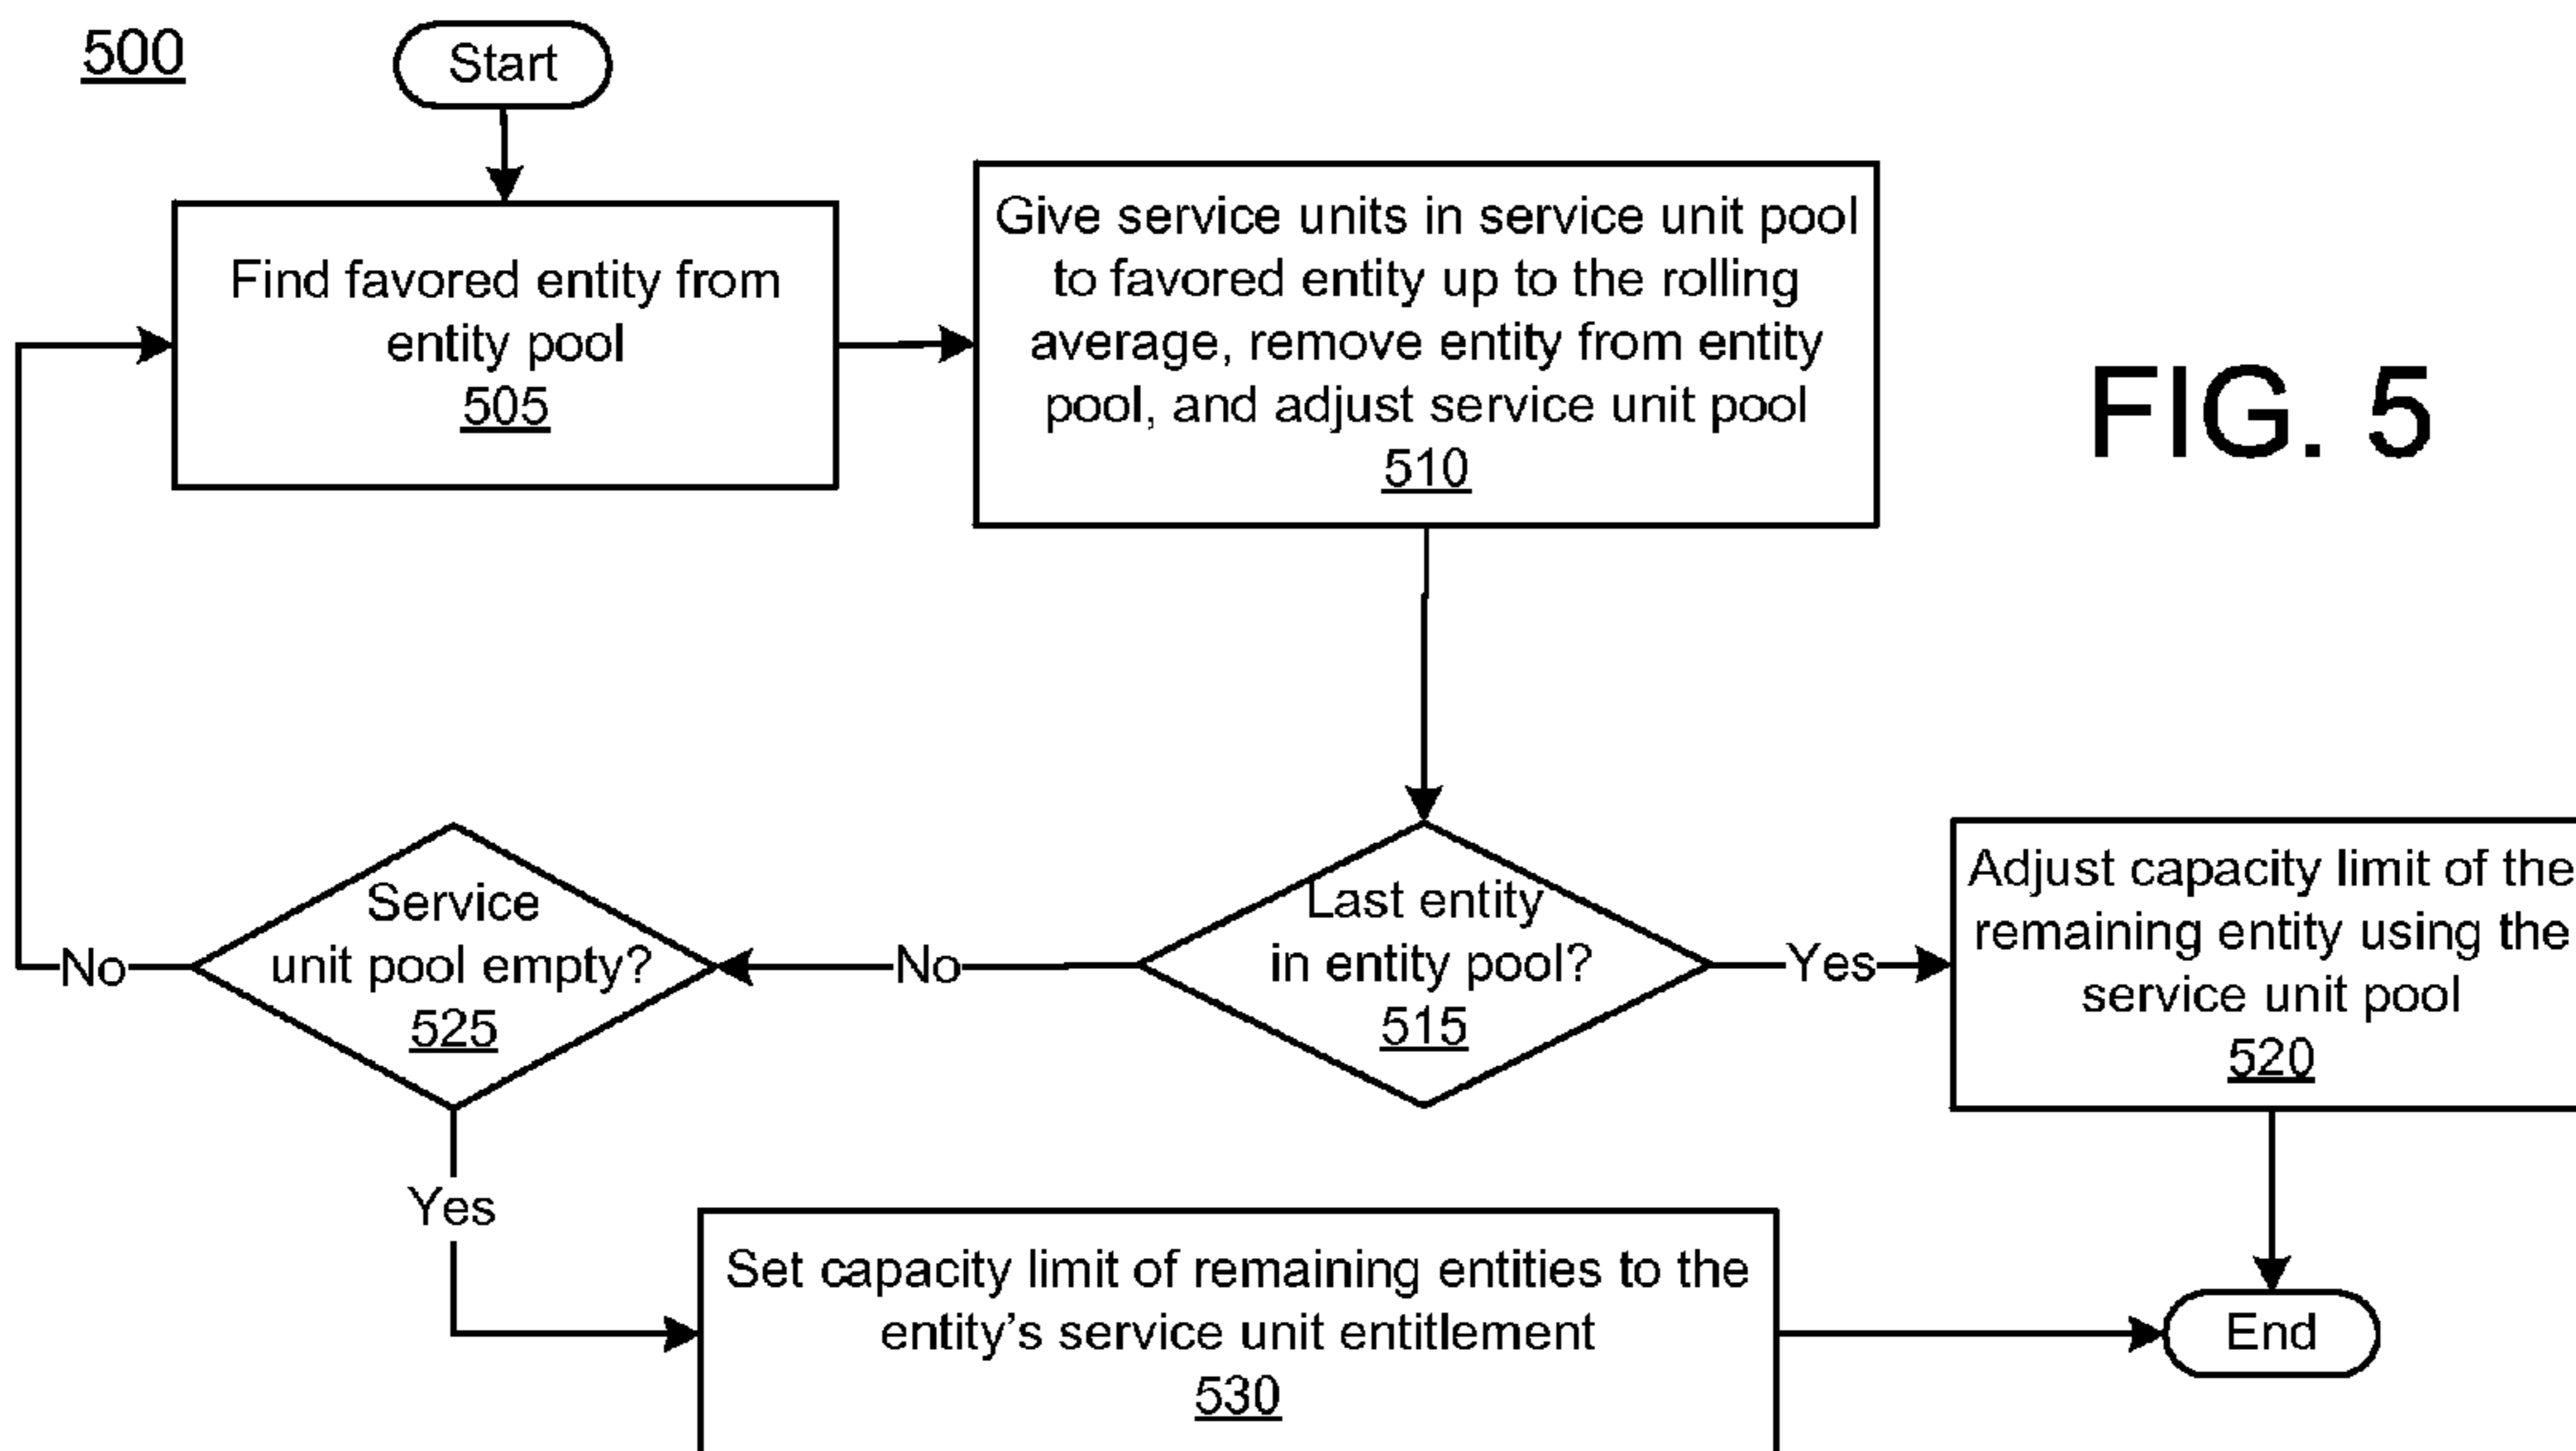 500
Start
Find favored entity from
entity pool
505
Give service units in service unit pool
to favored entity up to the rolling
average, remove entity from entity
pool, and adjust service unit pool
510
FIG. 5
Service
unit pool empty?
525
No
No
Last entity
in entity pool?
515
Yes
Adjust capacity limit of the
remaining entity using the
service unit pool
520
Yes
Set capacity limit of remaining entities to the
entity’s service unit entitlement
530
End